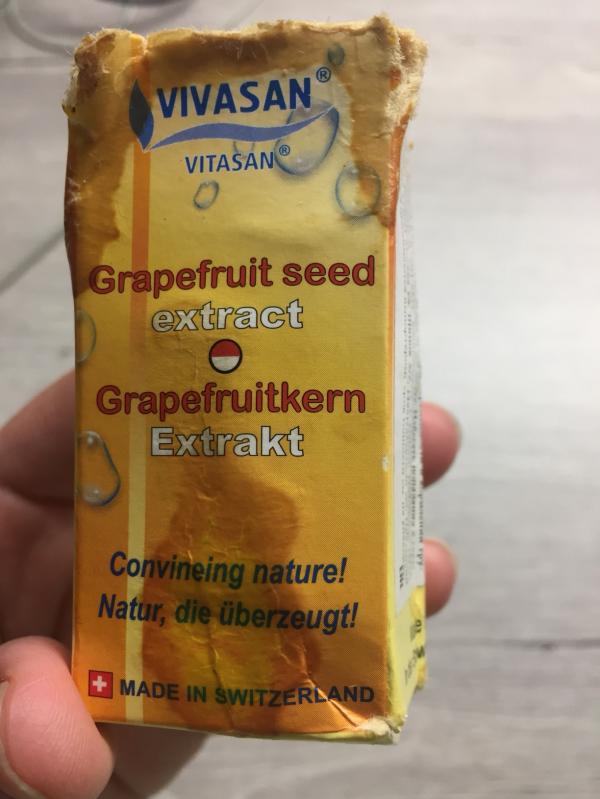 VIVASAN®
VITASAN®
Grapefruit seed
extract
Grapefruitkern
Extrakt
Convineing nature!
Natur, die überzeugt!
MADE IN SWITZERLAND